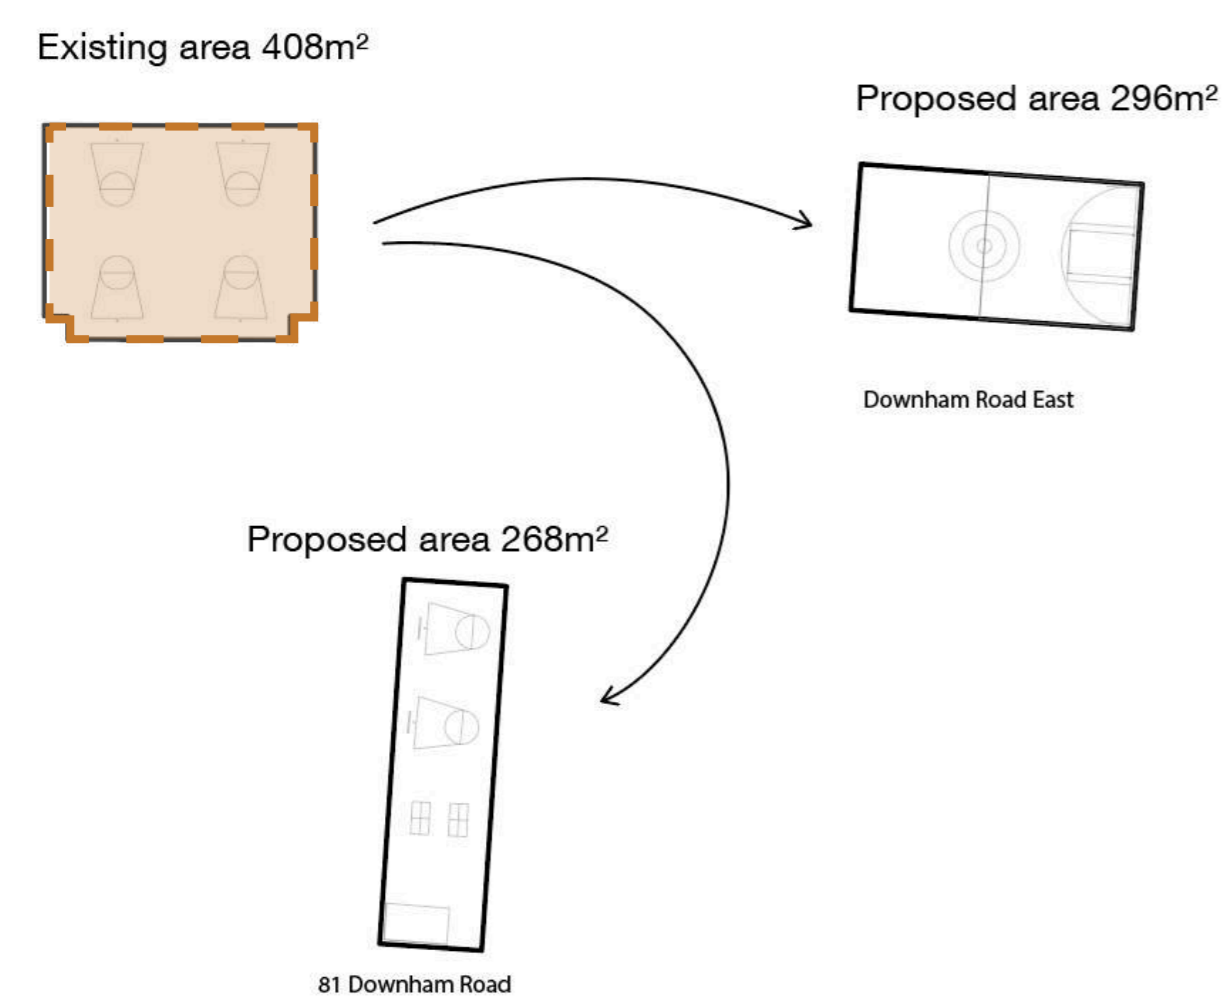 Existing area 408m²
Proposed area 296m²
Downham Road East
Proposed area 268m²
81 Downham Road